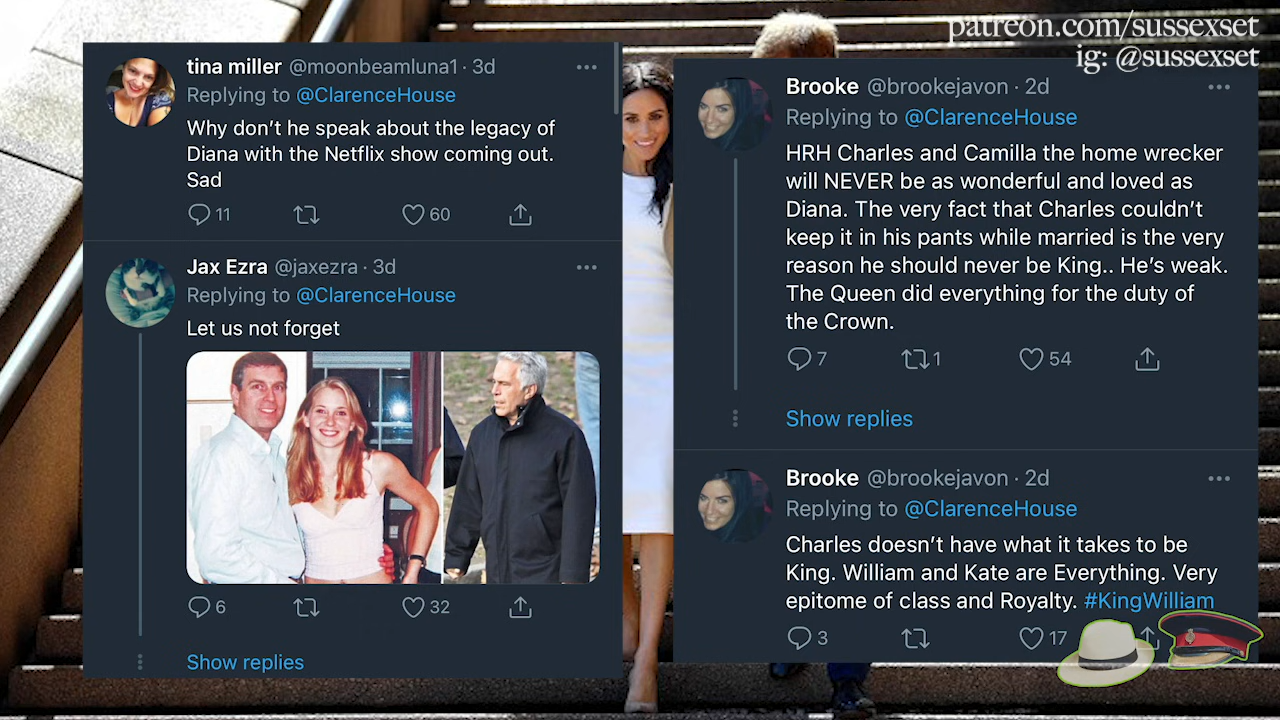 patreon.com/sussexset
ig: @sussexset
tina miller @moonbeamluna1 · 3d
Replying to @ClarenceHouse
Why don't he speak about the legacy of
Diana with the Netflix show coming out.
Sad
11
60
Jax Ezra @jaxezra · 3d
Replying to @ClarenceHouse
Let us not forget
6
32
Show replies
Brooke @brookejavon · 2d
Replying to @ClarenceHouse
HRH Charles and Camilla the home wrecker
will NEVER be as wonderful and loved as
Diana. The very fact that Charles couldn't
keep it in his pants while married is the very
reason he should never be King.. He's weak.
The Queen did everything for the duty of
the Crown.
7 1 54
Show replies
Brooke @brookejavon · 2d
Replying to @ClarenceHouse
Charles doesn't have what it takes to be
King. William and Kate are Everything. Very
epitome of class and Royalty. #KingWilliam
3 17